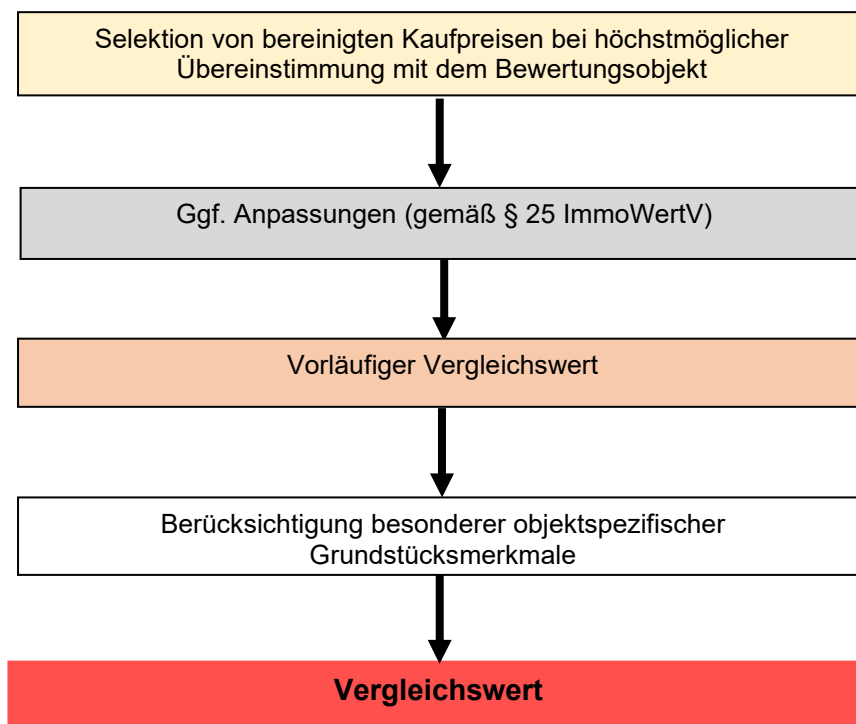 Selektion von bereinigten Kaufpreisen bei höchstmöglicher
Übereinstimmung mit dem Bewertungsobjekt
Ggf. Anpassungen (gemäß § 25 ImmoWertV)
Vorläufiger Vergleichswert
Berücksichtigung besonderer objektspezifischer
Grundstücksmerkmale
Vergleichswert